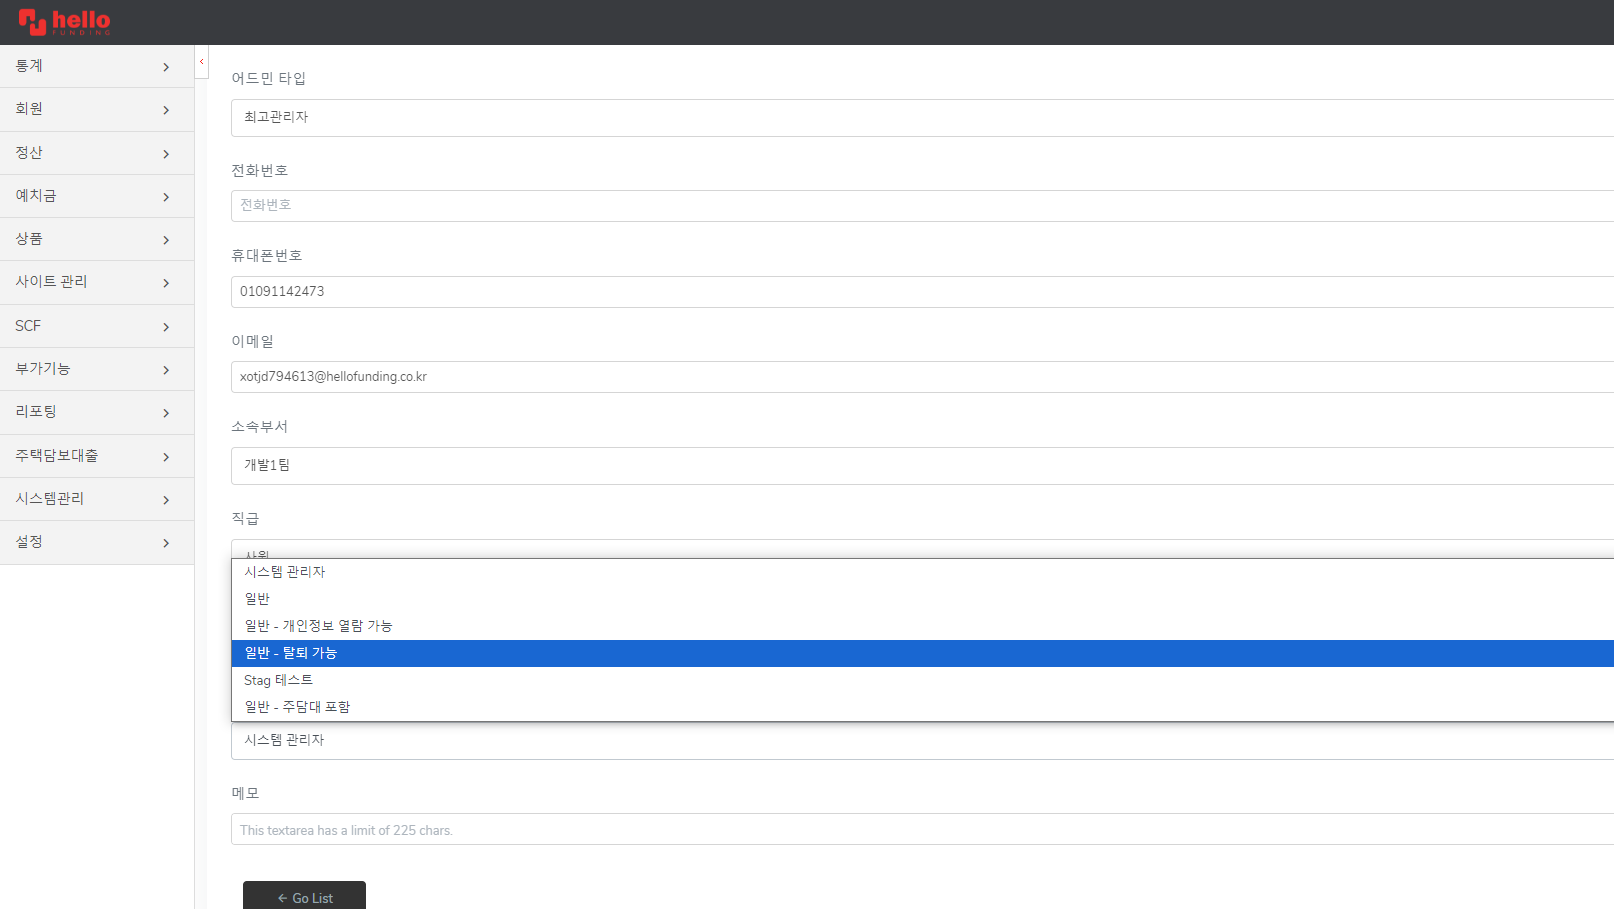 hello
FUNDING
통계
회원
정산
예치금
상품
사이트 관리
SCF
부가기능
리포팅
주택담보대출
시스템관리
설정
어드민 타입
최고관리자
전화번호
전화번호
휴대폰번호
01091142473
이메일
xotjd794613@hellofunding.co.kr
소속부서
개발1팀
직급
사원
시스템 관리자
일반
일반 - 개인정보 열람 가능
일반 - 탈퇴 가능
Stag 테스트
일반 - 주담대 포함
시스템 관리자
메모
This textarea has a limit of 225 chars.
← Go List